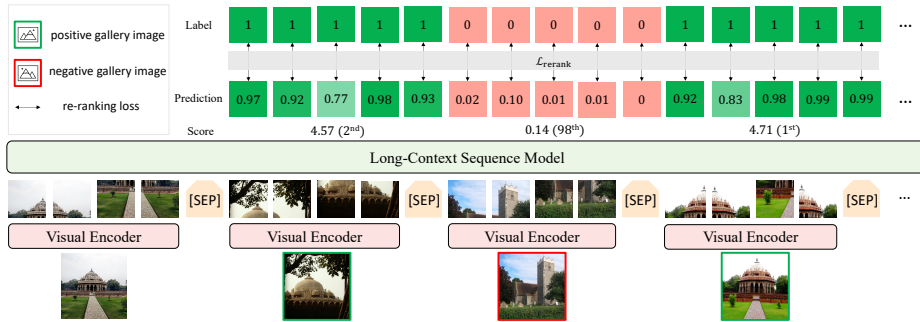 positive gallery image
negative gallery image
re-ranking loss
Label 1 1 1 1 1 0 0 0 0 0 1 1 1 1 1 ...
ℒrerank
Prediction 0.97 0.92 0.77 0.98 0.93 0.02 0.10 0.01 0.01 0 0.92 0.83 0.98 0.99 0.99 ...
Score 4.57 (2nd) 0.14 (98th) 4.71 (1st)
Long-Context Sequence Model
[SEP] [SEP] [SEP] [SEP] ...
Visual Encoder Visual Encoder Visual Encoder Visual Encoder